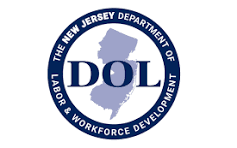 THE NEW JERSEY DEPARTMENT OF
DOL
LABOR & WORKFORCE DEVELOPMENT